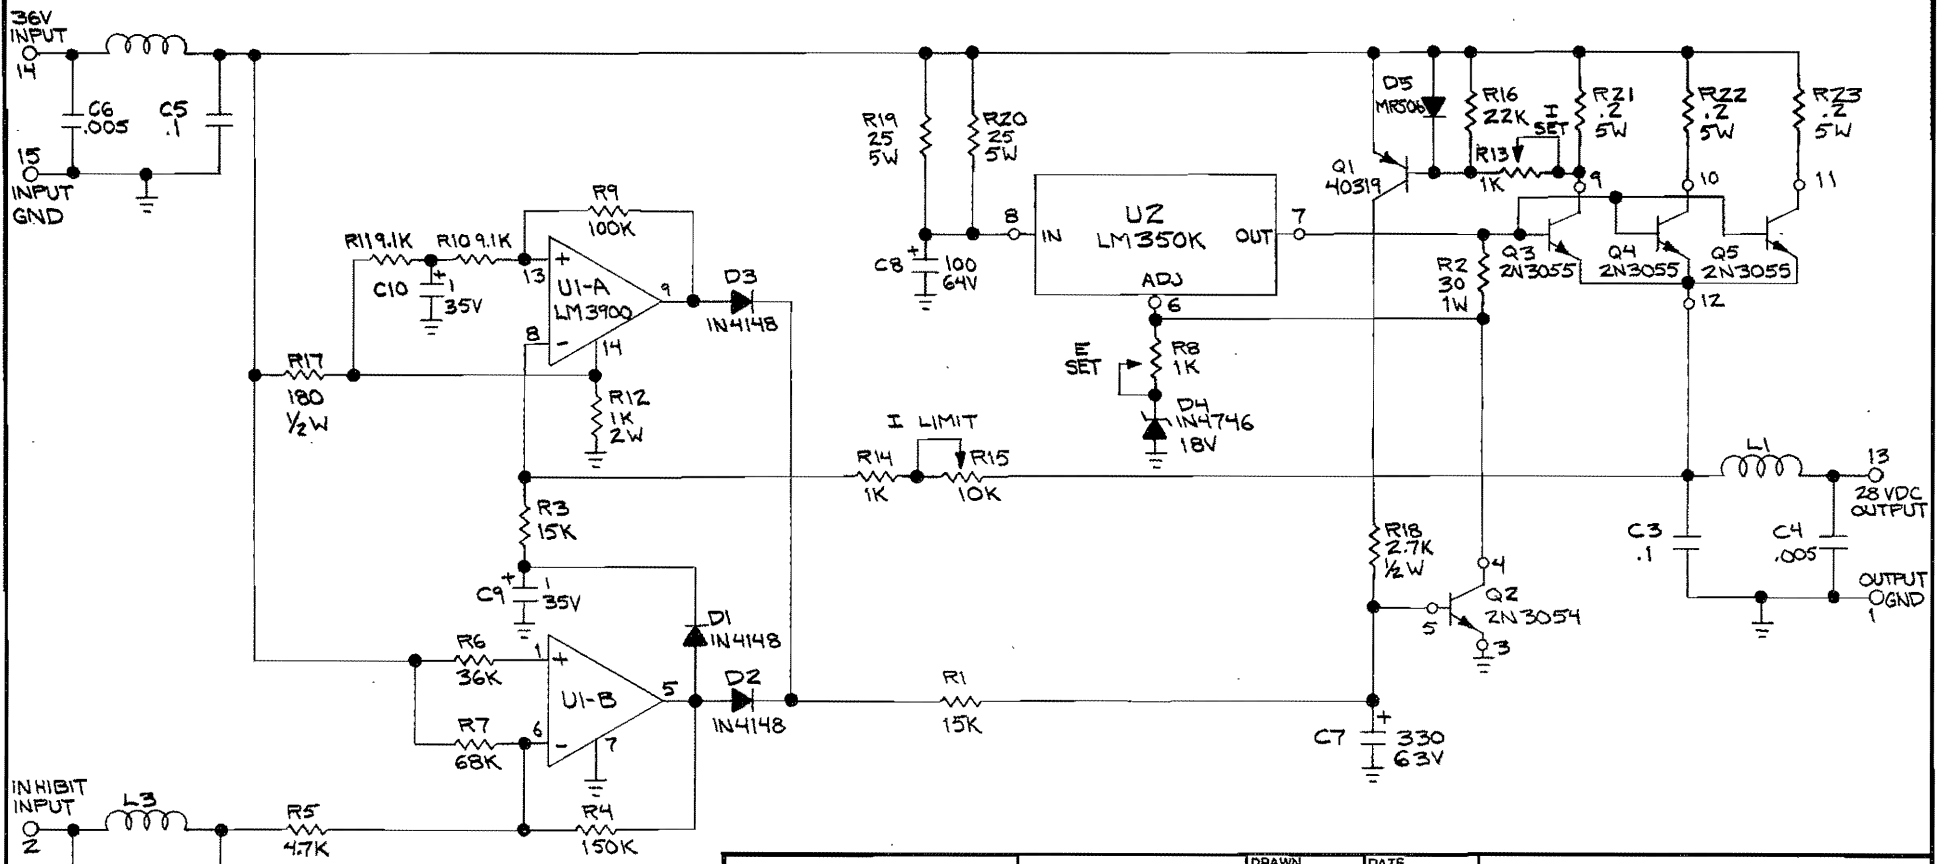 36V
INPUT
14
C6
.005
C5
.1
15
INPUT
GND
R19
25
5W
R20
25
5W
D5
MR506
R16
22K
I
SET
R13
1K
R21
.2
5W
R22
.2
5W
R23
.2
5W
Q1
40319
9
10
11
R9
100K
R11 9.1K
R10 9.1K
13
+
U1-A
LM3900
9
8
-
14
C10
+
1
35V
D3
1N4148
C8
+
100
64V
8
IN
U2
LM350K
OUT
7
ADJ
6
R2
30
1W
Q3
2N3055
Q4
2N3055
Q5
2N3055
12
R17
180
1/2W
R12
1K
2W
E
SET
R8
1K
D4
1N4746
18V
I LIMIT
R14
1K
R15
10K
L1
13
28 VDC
OUTPUT
R3
15K
C9
+
1
35V
R18
2.7K
1/2W
C3
.1
C4
.005
OUTPUT
GND
1
4
Q2
2N3054
5
3
D1
1N4148
R6
36K
1
+
U1-B
5
D2
1N4148
R1
15K
R7
68K
6
-
7
C7
+
330
63V
INHIBIT
INPUT
2
L3
R5
4.7K
R4
150K
DRAWN
DATE